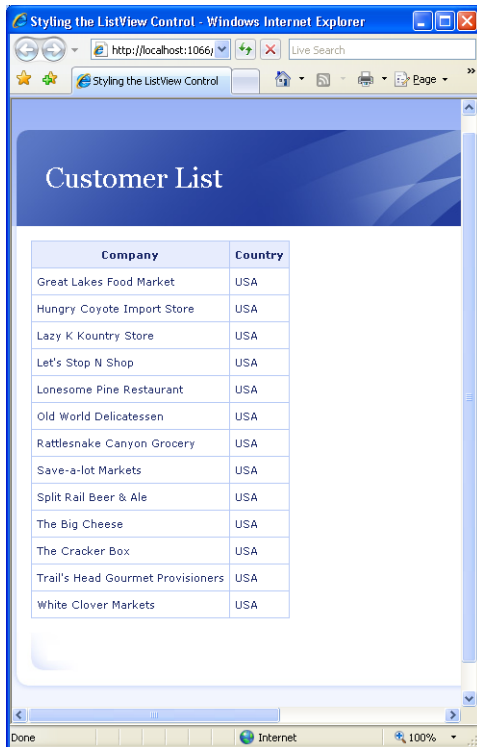 Styling the ListView Control - Windows Internet Explorer
http://localhost:1066/
Live Search
Styling the ListView Control
Page
»
Customer List
Company Country
Great Lakes Food Market USA
Hungry Coyote Import Store USA
Lazy K Kountry Store USA
Let's Stop N Shop USA
Lonesome Pine Restaurant USA
Old World Delicatessen USA
Rattlesnake Canyon Grocery USA
Save-a-lot Markets USA
Split Rail Beer & Ale USA
The Big Cheese USA
The Cracker Box USA
Trail's Head Gourmet Provisioners USA
White Clover Markets USA
Done Internet 100%